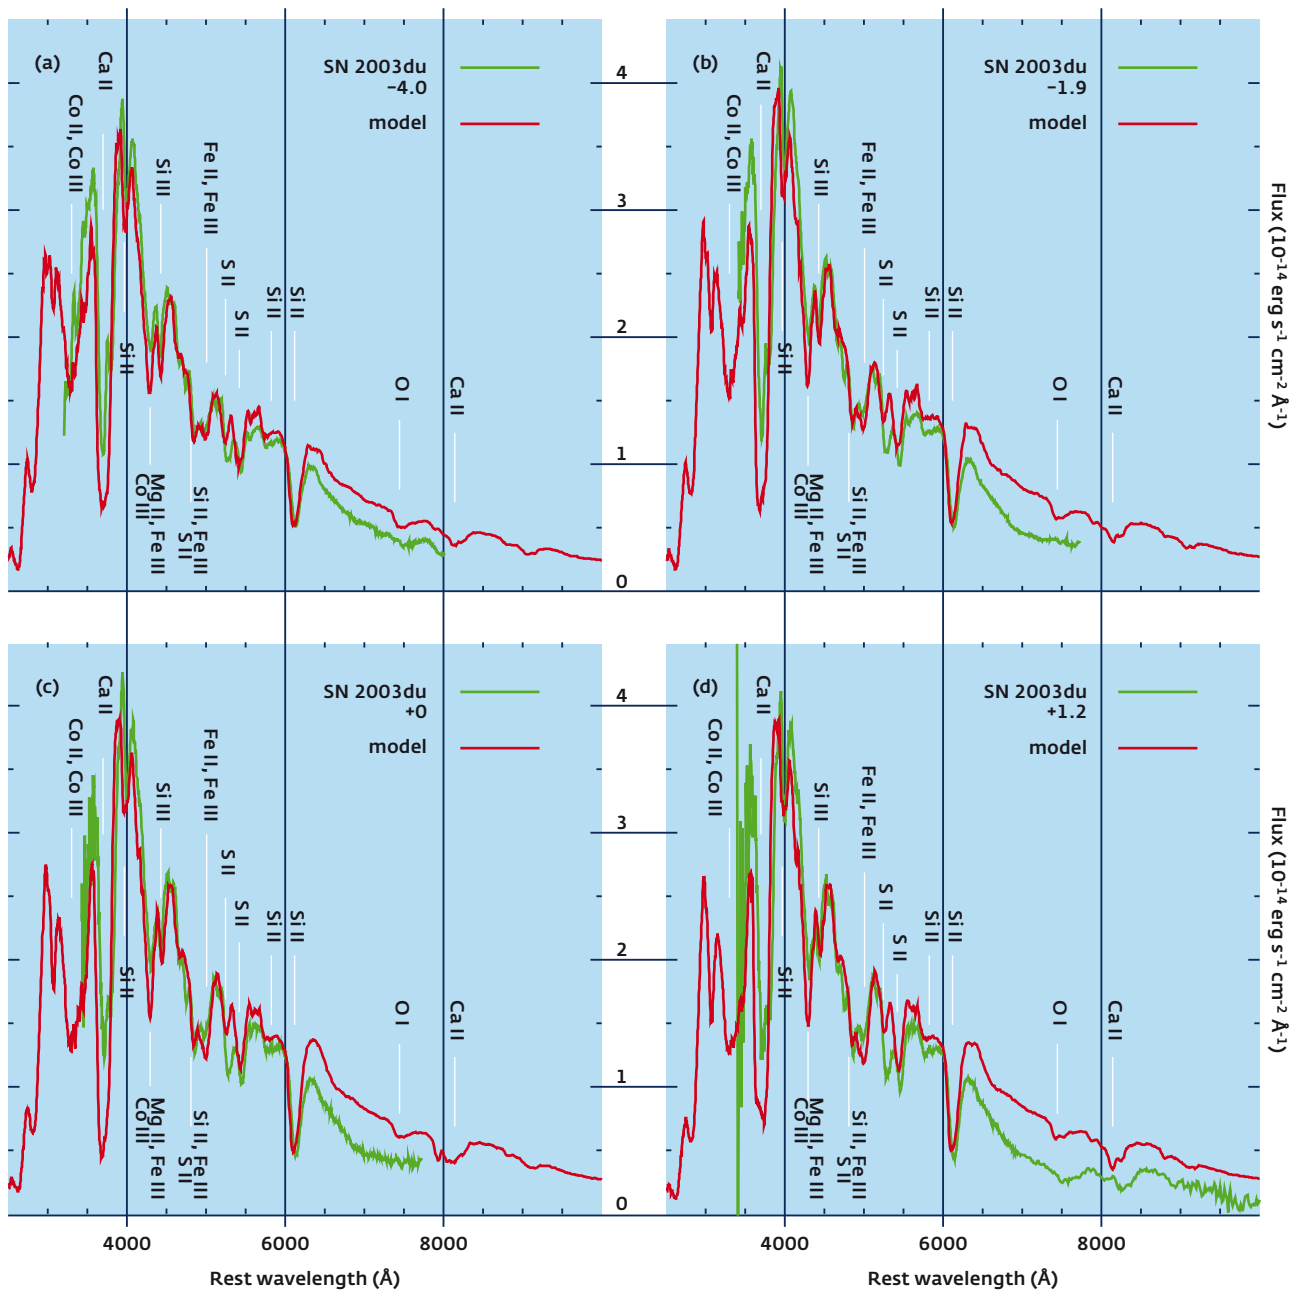 (a)
SN 2003du
−4.0
model
Ca II
Co II, Co III
Si III
Fe II, Fe III
S II
S II
Si II
Si II
Si II
O I
Ca II
Co III
Mg II, Fe III
S II
Si II, Fe III
4
3
2
1
0
(b)
SN 2003du
−1.9
model
Ca II
Co II, Co III
Si III
Fe II, Fe III
S II
S II
Si II
Si II
Si II
O I
Ca II
Co III
Mg II, Fe III
S II
Si II, Fe III
Flux (10⁻¹⁴ erg s⁻¹ cm⁻² Å⁻¹)
(c)
SN 2003du
+0
model
Ca II
Co II, Co III
Si III
Fe II, Fe III
S II
S II
Si II
Si II
Si II
O I
Ca II
Co III
Mg II, Fe III
S II
Si II, Fe III
4
3
2
1
0
4000 6000 8000
Rest wavelength (Å)
(d)
SN 2003du
+1.2
model
Ca II
Co II, Co III
Si III
Fe II, Fe III
S II
S II
Si II
Si II
Si II
O I
Ca II
Co III
Mg II, Fe III
S II
Si II, Fe III
Flux (10⁻¹⁴ erg s⁻¹ cm⁻² Å⁻¹)
4000 6000 8000
Rest wavelength (Å)